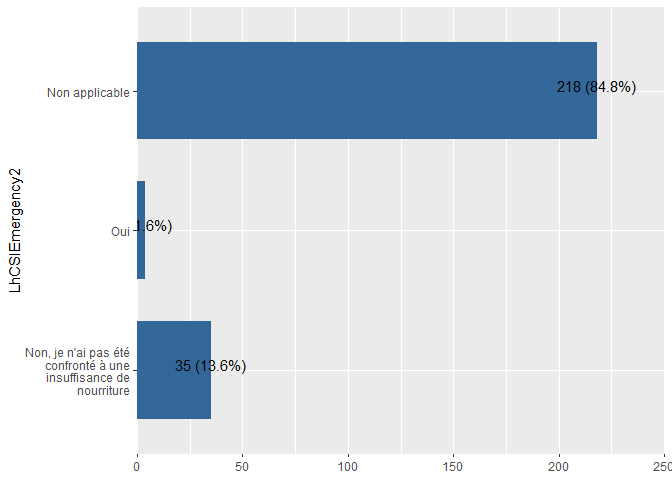 LhCSIEmergency2
Non applicable
218 (84.8%)
Oui
1.6%)
Non, je n'ai pas été
confronté à une
insuffisance de
nourriture
35 (13.6%)
0 50 100 150 200 250